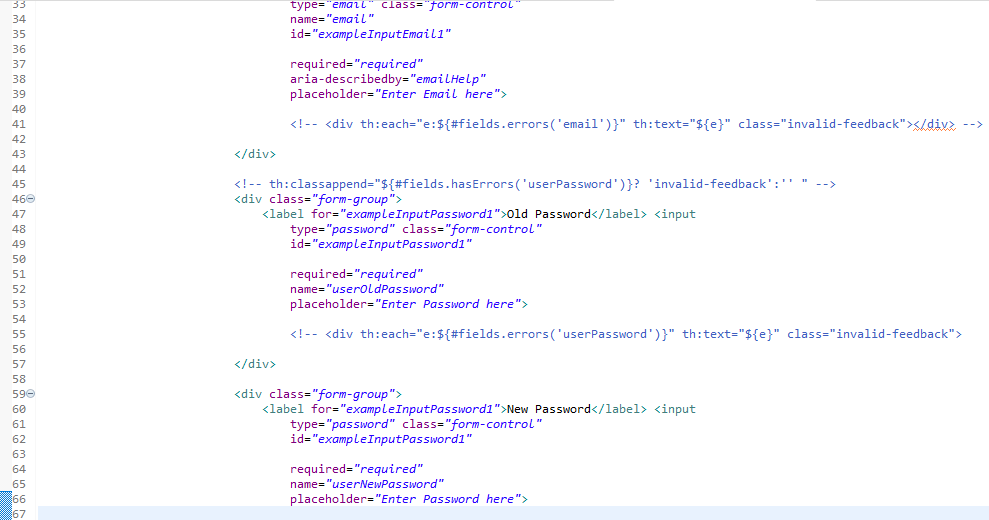 33 type="email" class="form-control"
34 name="email"
35 id="exampleInputEmail1"
36
37 required="required"
38 aria-describedby="emailHelp"
39 placeholder="Enter Email here">
40
41 <!-- <div th:each="e:${#fields.errors('email')}" th:text="${e}" class="invalid-feedback"></div> -->
42
43 </div>
44
45 <!-- th:classappend="${#fields.hasErrors('userPassword')}? 'invalid-feedback':'' " -->
46 <div class="form-group">
47 <label for="exampleInputPassword1">Old Password</label> <input
48 type="password" class="form-control"
49 id="exampleInputPassword1"
50
51 required="required"
52 name="userOldPassword"
53 placeholder="Enter Password here">
54
55 <!-- <div th:each="e:${#fields.errors('userPassword')}" th:text="${e}" class="invalid-feedback">
56
57 </div>
58
59 <div class="form-group">
60 <label for="exampleInputPassword1">New Password</label> <input
61 type="password" class="form-control"
62 id="exampleInputPassword1"
63
64 required="required"
65 name="userNewPassword"
66 placeholder="Enter Password here">
67